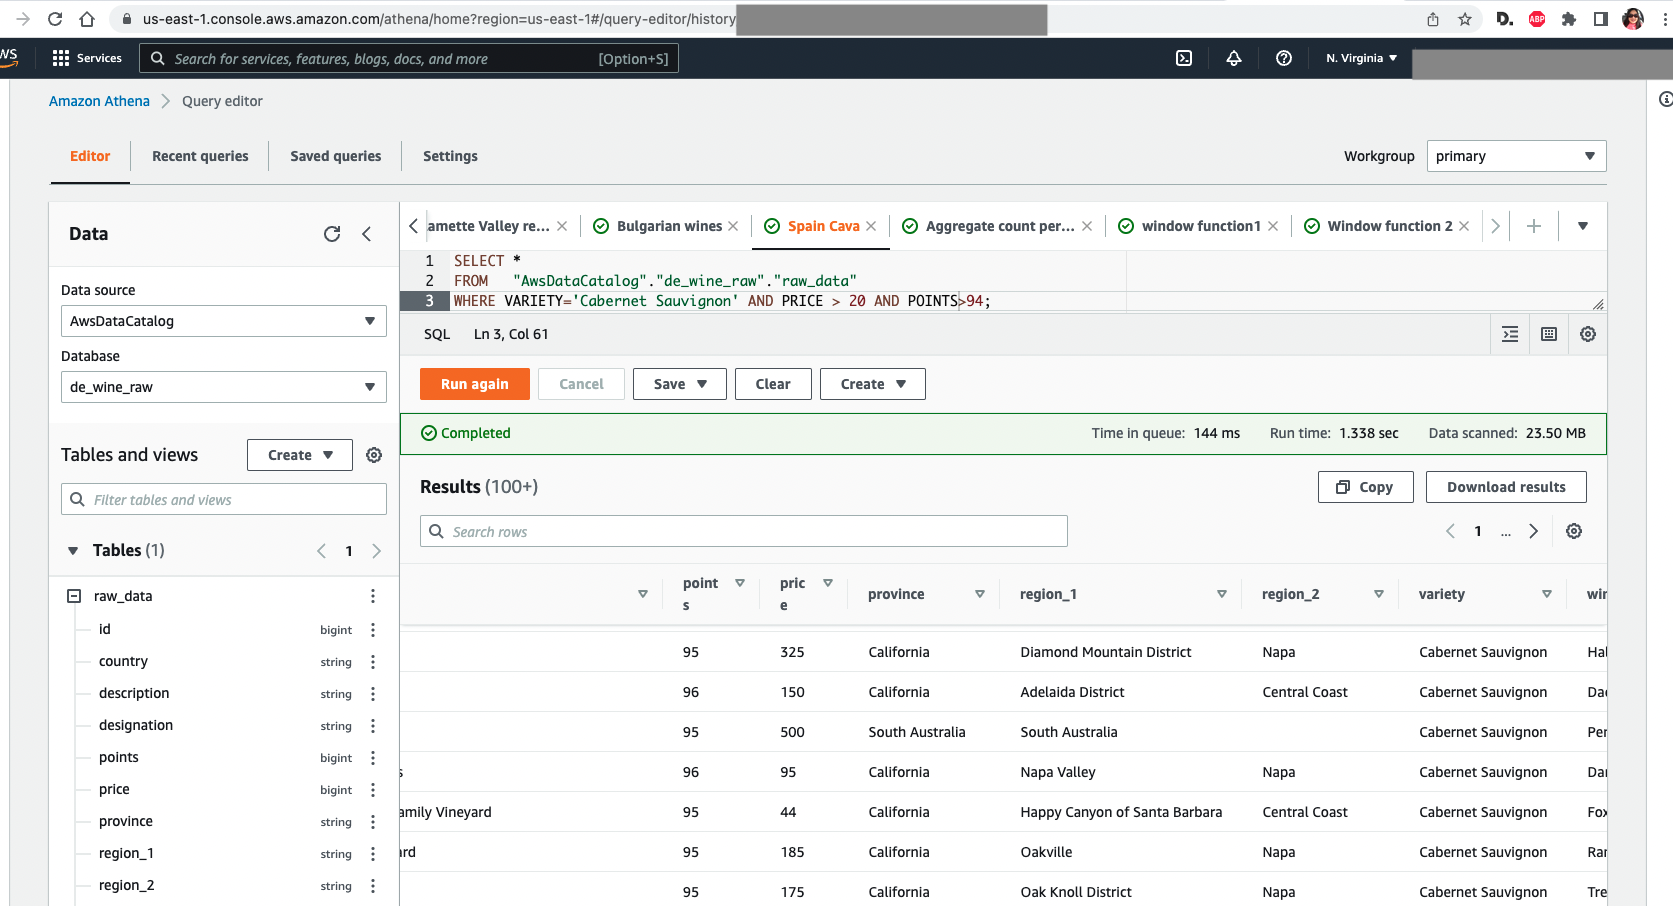 us-east-1.console.aws.amazon.com/athena/home?region=us-east-1#/query-editor/history
D. ABP
Services Search for services, features, blogs, docs, and more [Option+S] N. Virginia
Amazon Athena Query editor
Editor Recent queries Saved queries Settings Workgroup primary
Data
amette Valley re... Bulgarian wines Spain Cava Aggregate count per... window function1 Window function 2
1 SELECT *
2 FROM "AwsDataCatalog"."de_wine_raw"."raw_data"
3 WHERE VARIETY='Cabernet Sauvignon' AND PRICE > 20 AND POINTS>94;
SQL Ln 3, Col 61
Data source
AwsDataCatalog
Database
de_wine_raw
Run again Cancel Save Clear Create
Completed Time in queue: 144 ms Run time: 1.338 sec Data scanned: 23.50 MB
Tables and views Create
Filter tables and views
Tables (1) 1
raw_data
id bigint
country string
description string
designation string
points bigint
price bigint
province string
region_1 string
region_2 string
Results (100+) Copy Download results
Search rows 1 ...
points price province region_1 region_2 variety win
95 325 California Diamond Mountain District Napa Cabernet Sauvignon Hal
96 150 California Adelaida District Central Coast Cabernet Sauvignon Dao
95 500 South Australia South Australia Cabernet Sauvignon Per
s 96 95 California Napa Valley Napa Cabernet Sauvignon Dar
amily Vineyard 95 44 California Happy Canyon of Santa Barbara Central Coast Cabernet Sauvignon Fox
ard 95 185 California Oakville Napa Cabernet Sauvignon Rar
95 175 California Oak Knoll District Napa Cabernet Sauvignon Tre